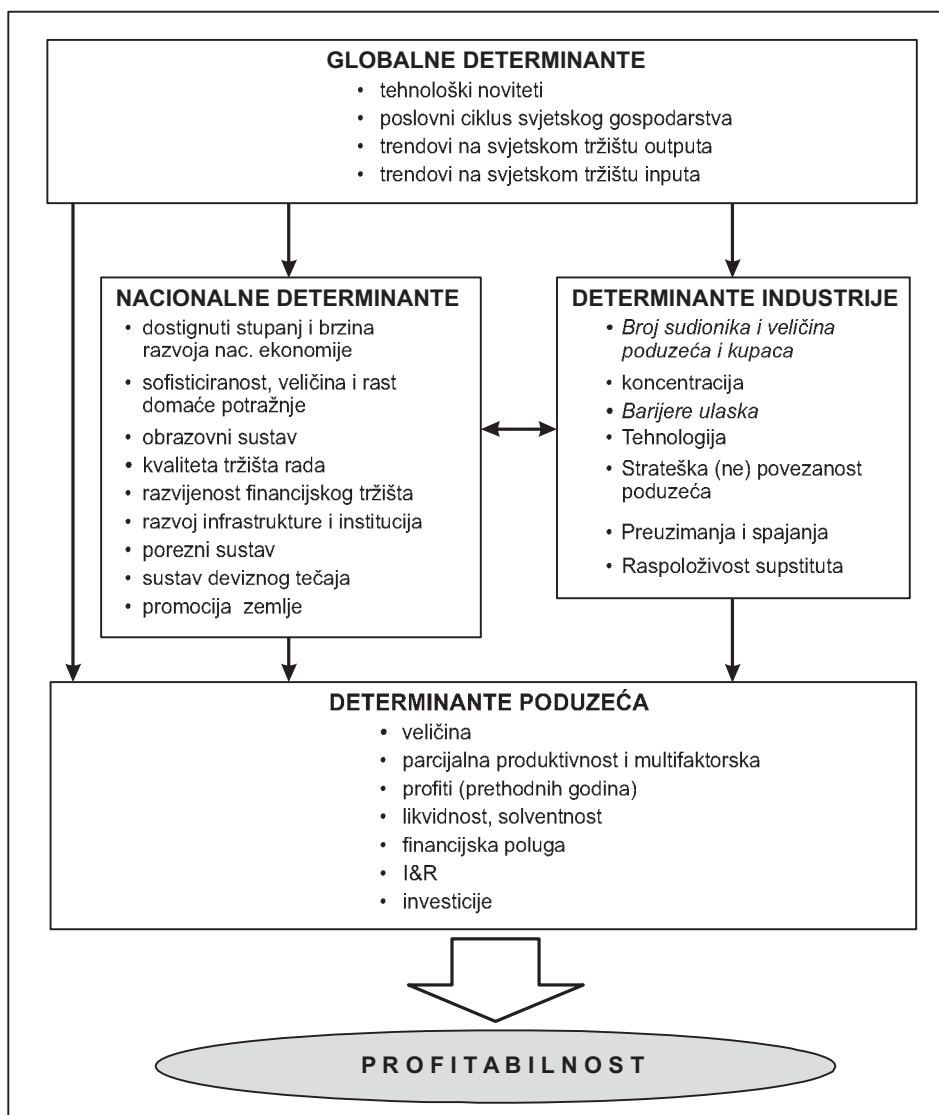 GLOBALNE DETERMINANTE
• tehnološki noviteti
• poslovni ciklus svjetskog gospodarstva
• trendovi na svjetskom tržištu outputa
• trendovi na svjetskom tržištu inputa
NACIONALNE DETERMINANTE
• dostignuti stupanj i brzina
razvoja nac. ekonomije
• sofisticiranost, veličina i rast
domaće potražnje
• obrazovni sustav
• kvaliteta tržišta rada
• razvijenost financijskog tržišta
• razvoj infrastrukture i institucija
• porezni sustav
• sustav deviznog tečaja
• promocija zemlje
DETERMINANTE INDUSTRIJE
• Broj sudionika i veličina
poduzeća i kupaca
• koncentracija
• Barijere ulaska
• Tehnologija
• Strateška (ne) povezanost
poduzeća
• Preuzimanja i spajanja
• Raspoloživost supstituta
DETERMINANTE PODUZEĆA
• veličina
• parcijalna produktivnost i multifaktorska
• profiti (prethodnih godina)
• likvidnost, solventnost
• financijska poluga
• I&R
• investicije
PROFITABILNOST